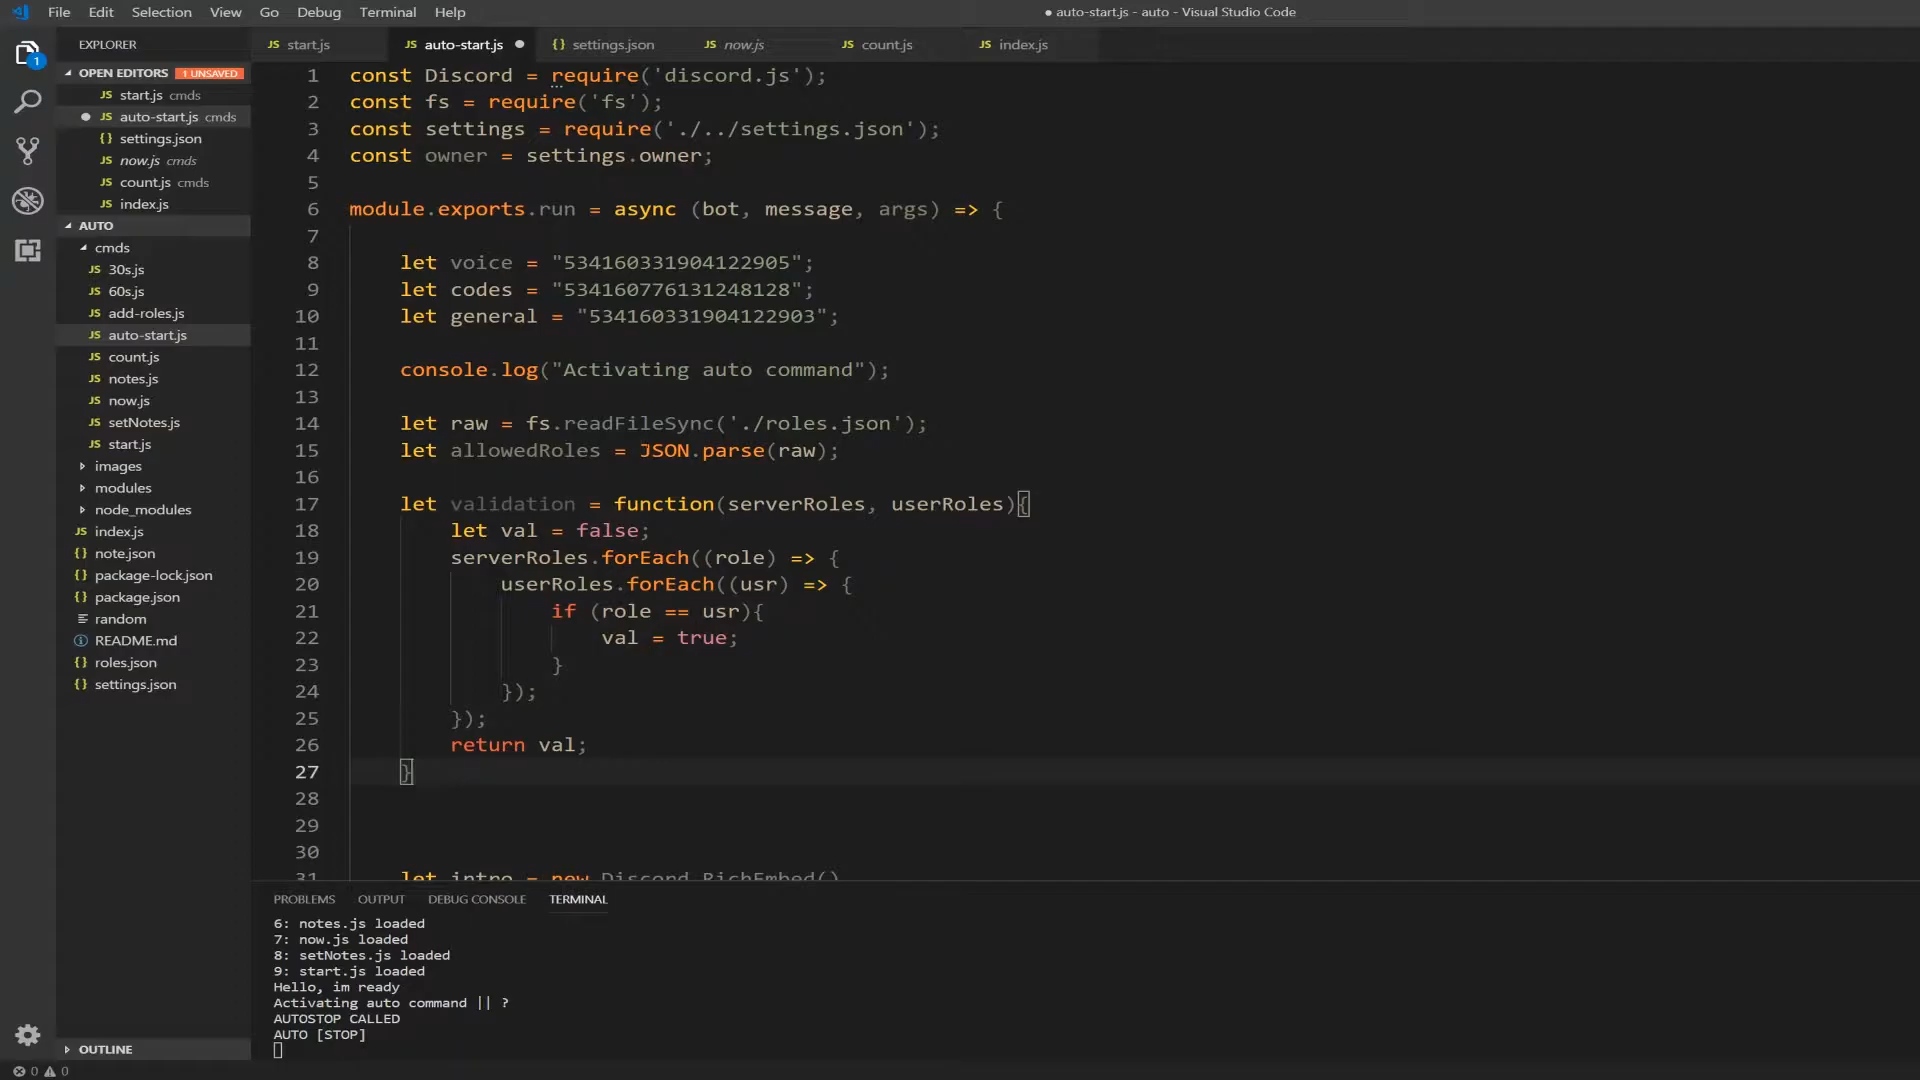 File Edit Selection View Go Debug Terminal Help
● auto-start.js - auto - Visual Studio Code
1
EXPLORER
OPEN EDITORS 1 UNSAVED
JS start.js cmds
● JS auto-start.js cmds
{} settings.json
JS now.js cmds
JS count.js cmds
JS index.js
AUTO
cmds
JS 30s.js
JS 60s.js
JS add-roles.js
JS auto-start.js
JS count.js
JS notes.js
JS now.js
JS setNotes.js
JS start.js
images
modules
node_modules
JS index.js
{} note.json
{} package-lock.json
{} package.json
random
README.md
{} roles.json
{} settings.json
OUTLINE
0 0
JS start.js JS auto-start.js ● {} settings.json JS now.js JS count.js JS index.js
1 const Discord = require('discord.js');
2 const fs = require('fs');
3 const settings = require('./../settings.json');
4 const owner = settings.owner;
5
6 module.exports.run = async (bot, message, args) => {
7
8 let voice = "534160331904122905";
9 let codes = "534160776131248128";
10 let general = "534160331904122903";
11
12 console.log("Activating auto command");
13
14 let raw = fs.readFileSync('./roles.json');
15 let allowedRoles = JSON.parse(raw);
16
17 let validation = function(serverRoles, userRoles){
18 let val = false;
19 serverRoles.forEach((role) => {
20 userRoles.forEach((usr) => {
21 if (role == usr){
22 val = true;
23 }
24 });
25 });
26 return val;
27 }
28
29
30
31 let intro = new Discord.RichEmbed()
PROBLEMS OUTPUT DEBUG CONSOLE TERMINAL
6: notes.js loaded
7: now.js loaded
8: setNotes.js loaded
9: start.js loaded
Hello, im ready
Activating auto command || ?
AUTOSTOP CALLED
AUTO [STOP]